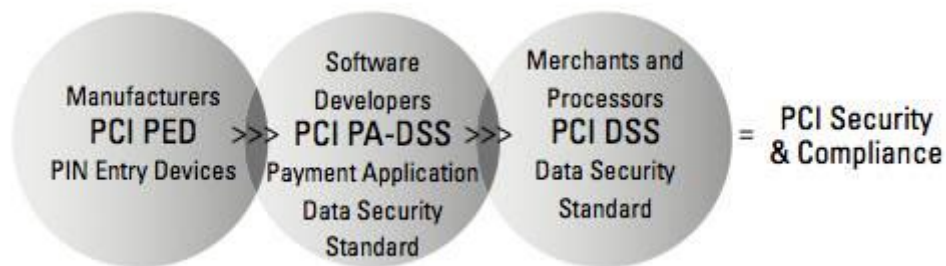 Manufacturers
PCI PED
PIN Entry Devices
>>>
Software
Developers
PCI PA-DSS
Payment Application
Data Security
Standard
>>>
Merchants and
Processors
PCI DSS
Data Security
Standard
=
PCI Security
& Compliance